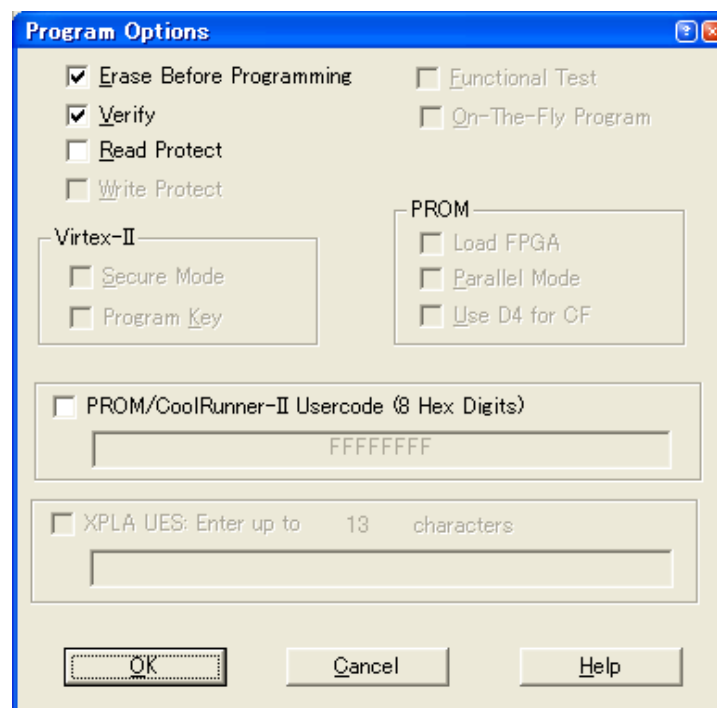 Program Options
Erase Before Programming
Functional Test
Verify
On-The-Fly Program
Read Protect
Write Protect
Virtex-II
Secure Mode
Program Key
PROM
Load FPGA
Parallel Mode
Use D4 for CF
PROM/CoolRunner-II Usercode (8 Hex Digits)
FFFFFFFF
XPLA UES: Enter up to 13 characters
OK Cancel Help